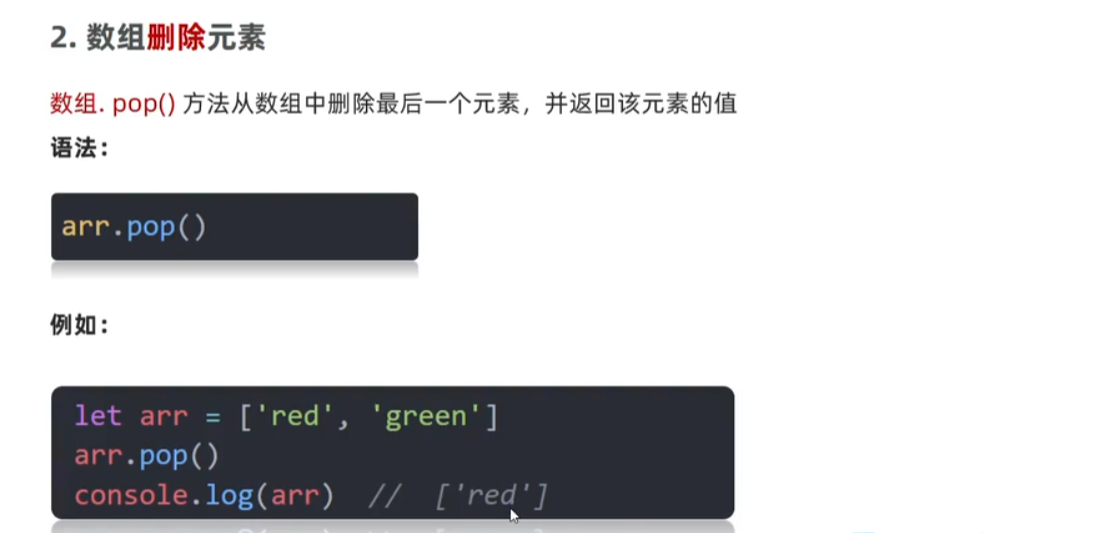 2. 数组删除元素
数组. pop() 方法从数组中删除最后一个元素，并返回该元素的值
语法：
arr.pop()
例如：
let arr = ['red', 'green']
arr.pop()
console.log(arr)  //  ['red']